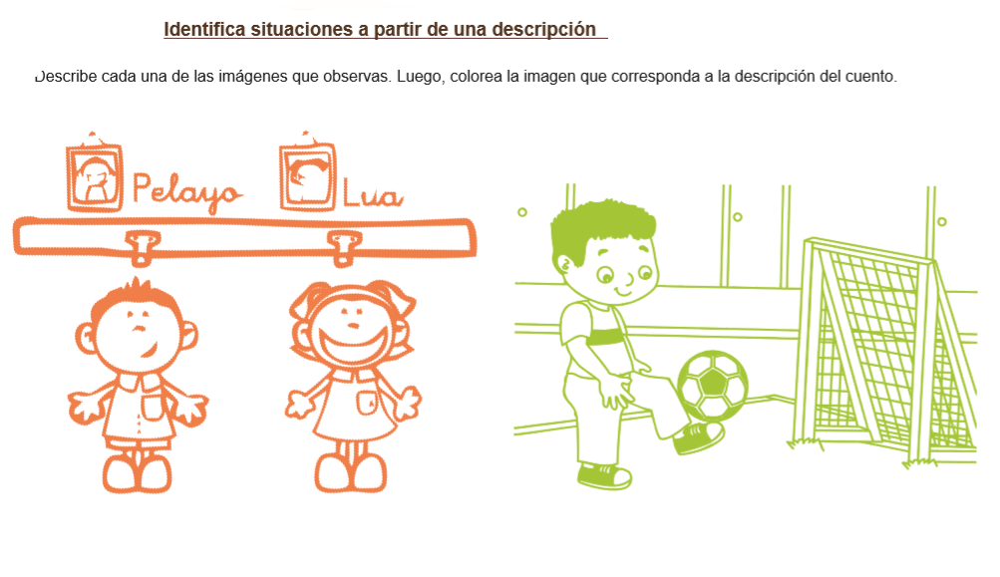 Identifica situaciones a partir de una descripción
Describe cada una de las imágenes que observas. Luego, colorea la imagen que corresponda a la descripción del cuento.
Pelayo
Lua
A